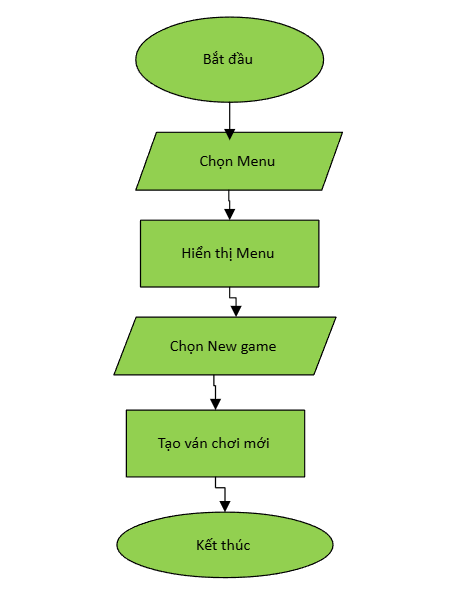 Bắt đầu
Chọn Menu
Hiển thị Menu
Chọn New game
Tạo ván chơi mới
Kết thúc